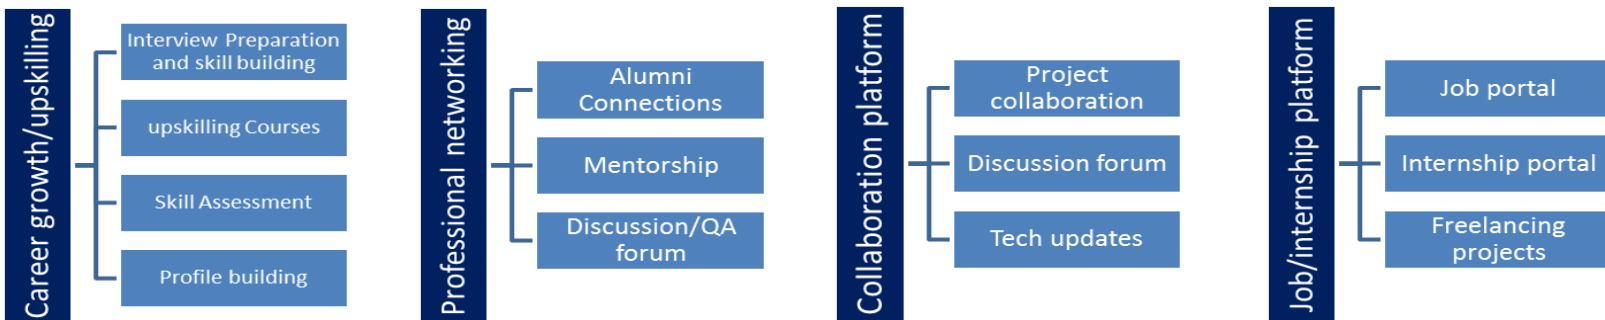 Career growth/upskilling
Interview Preparation
and skill building
upskilling Courses
Skill Assessment
Profile building
Professional networking
Alumni
Connections
Mentorship
Discussion/QA
forum
Collaboration platform
Project
collaboration
Discussion forum
Tech updates
Job/internship platform
Job portal
Internship portal
Freelancing
projects